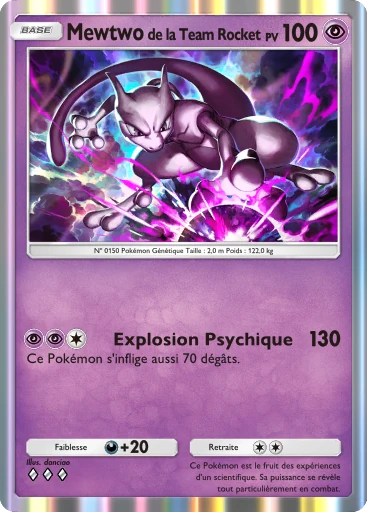 BASE Mewtwo de la Team Rocket PV 100
N° 0150 Pokémon Génétique Taille : 2,0 m Poids : 122,0 kg
Explosion Psychique 130
Ce Pokémon s'inflige aussi 70 dégâts.
Faiblesse +20 Retraite
Illus. danciao
Ce Pokémon est le fruit des expériences
d'un scientifique. Sa puissance se révèle
tout particulièrement en combat.